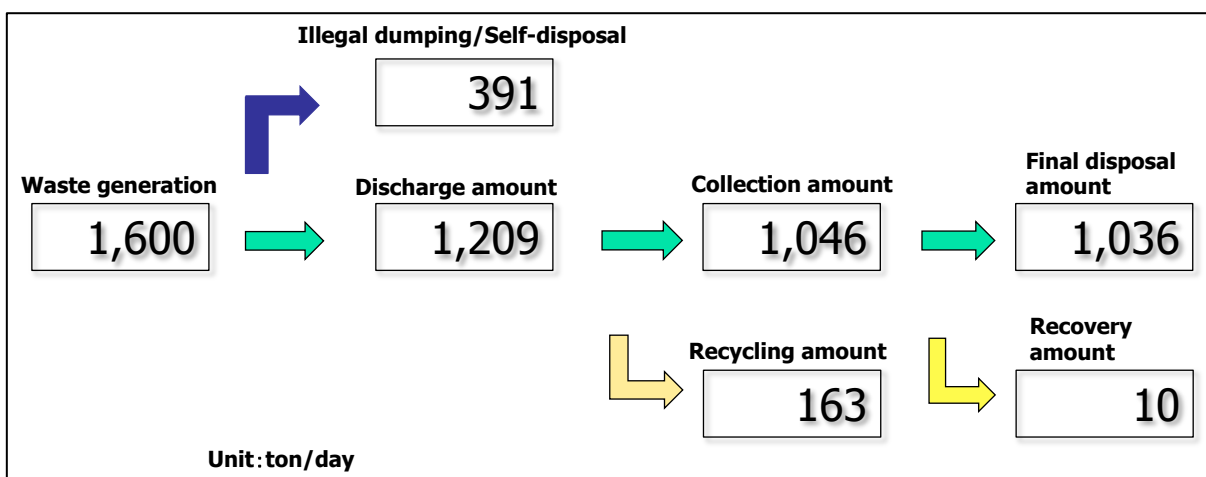 Illegal dumping/Self-disposal
391
Waste generation
1,600
Discharge amount
1,209
Collection amount
1,046
Final disposal
amount
1,036
Recycling amount
163
Recovery
amount
10
Unit:ton/day